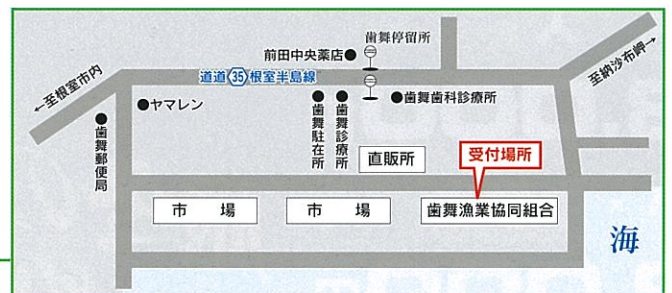 歯舞停留所
前田中央薬店
道道35根室半島線
←至根室市内
至納沙布岬→
ヤマレン
歯舞郵便局
歯舞駐在所
歯舞診療所
歯舞歯科診療所
直販所
受付場所
市　場
市　場
歯舞漁業協同組合
海